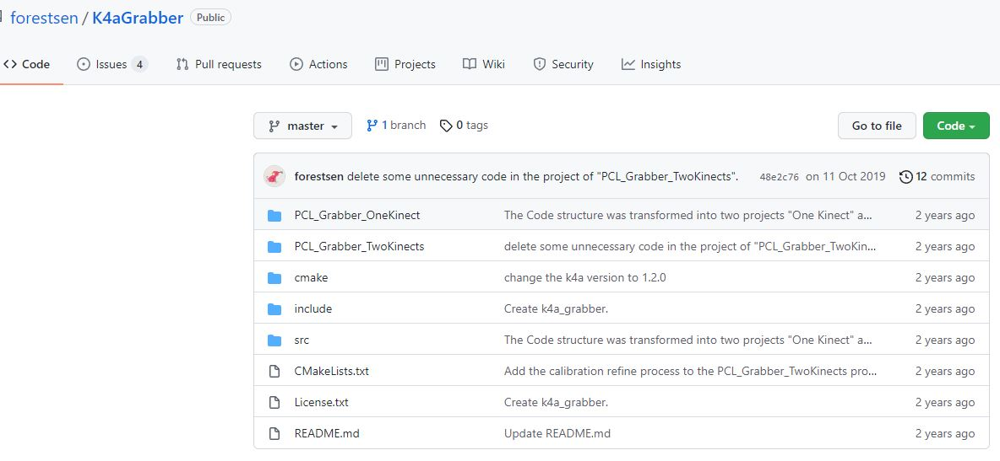 forestsen / K4aGrabber Public
Code Issues 4 Pull requests Actions Projects Wiki Security Insights
master 1 branch 0 tags Go to file Code
forestsen delete some unnecessary code in the project of "PCL_Grabber_TwoKinects". 48e2c76 on 11 Oct 2019 12 commits
PCL_Grabber_OneKinect The Code structure was transformed into two projects "One Kinect" a... 2 years ago
PCL_Grabber_TwoKinects delete some unnecessary code in the project of "PCL_Grabber_TwoKin... 2 years ago
cmake change the k4a version to 1.2.0 2 years ago
include Create k4a_grabber. 2 years ago
src The Code structure was transformed into two projects "One Kinect" a... 2 years ago
CMakeLists.txt Add the calibration refine process to the PCL_Grabber_TwoKinects pro... 2 years ago
License.txt Create k4a_grabber. 2 years ago
README.md Update README.md 2 years ago